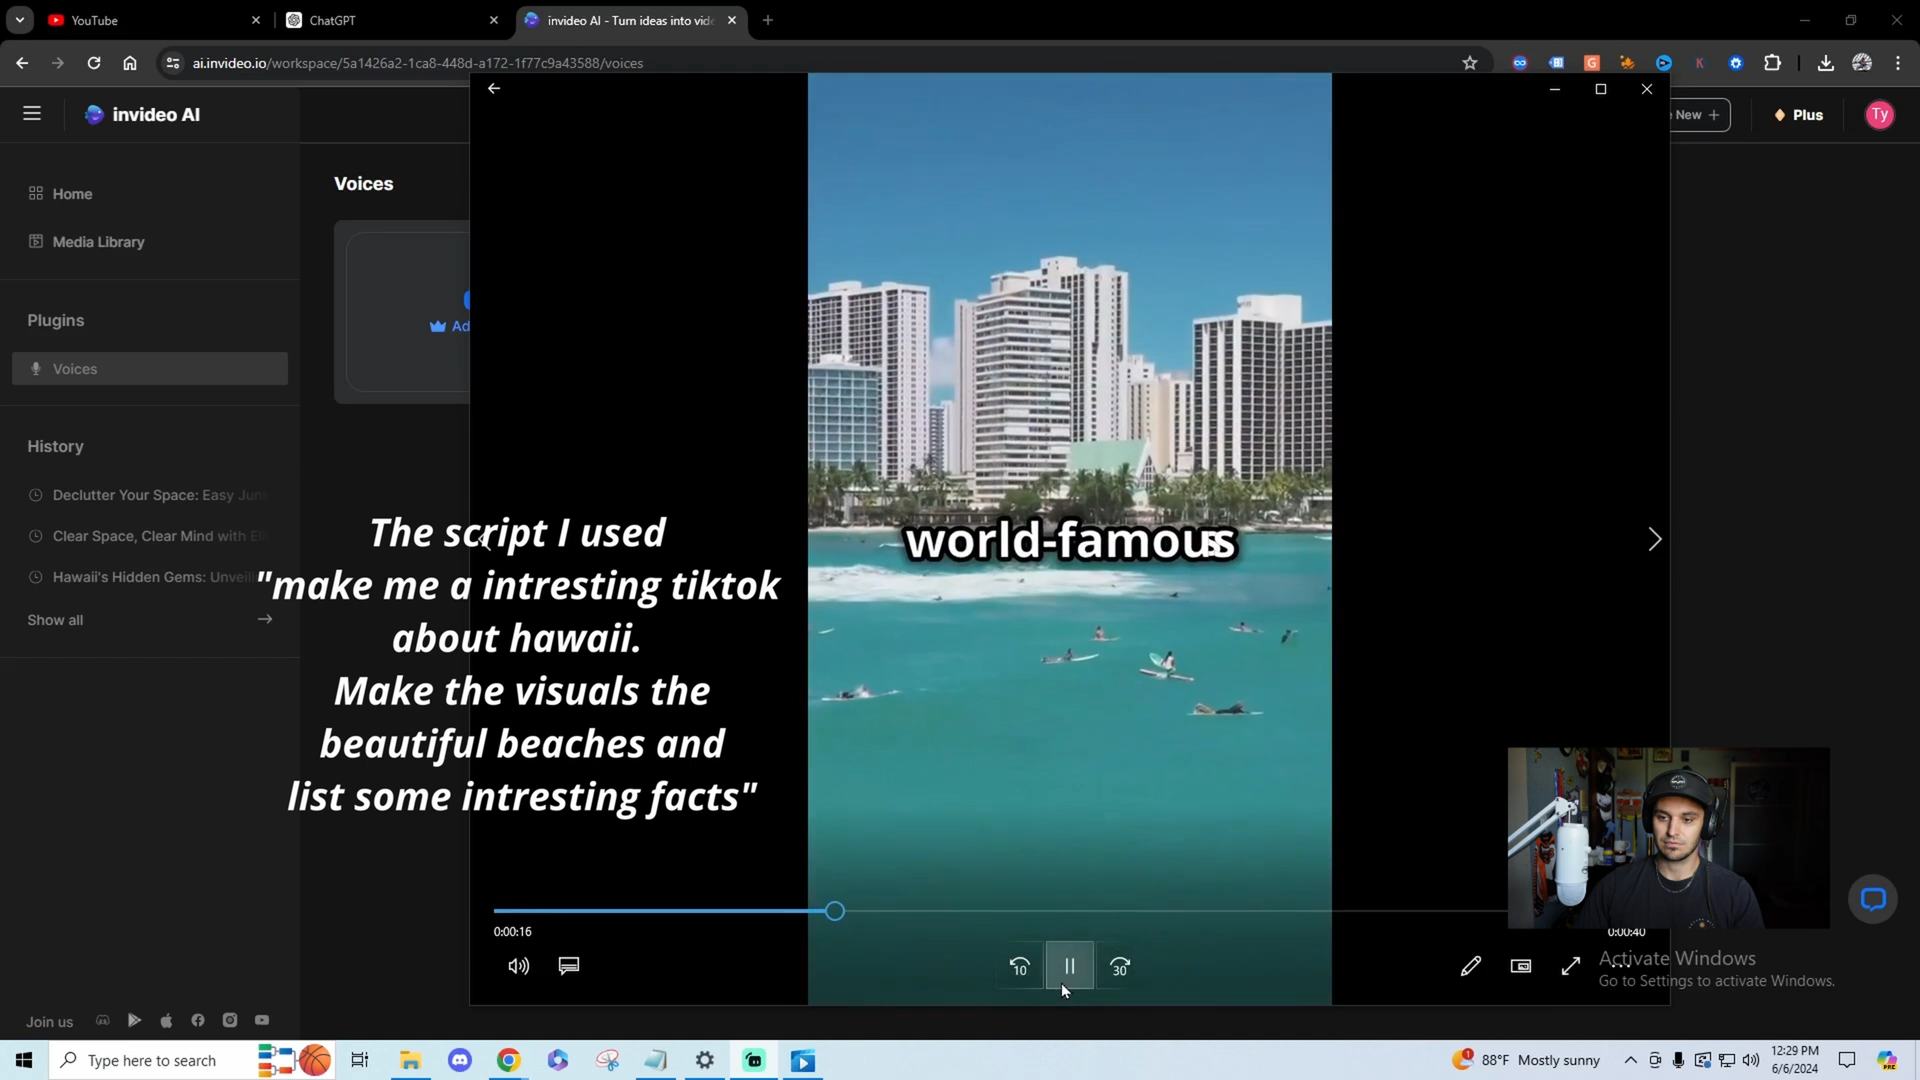 YouTube
ChatGPT
invideo AI - Turn ideas into vid
ai.invideo.io/workspace/5a1426a2-1ca8-448d-a172-1f77c9a43588/voices
invideo AI
New +
Plus
Ty
Home
Media Library
Plugins
Voices
History
Declutter Your Space: Easy Jun
Clear Space, Clear Mind with
Hawaii's Hidden Gems:
Show all
Join us
Voices
Ad
The script I used
"make me a intresting tiktok
about hawaii.
Make the visuals the
beautiful beaches and
list some intresting facts"
world-famous
0:00:16
0:00:40
10
30
Activate Windows
Go to Settings to activate Windows.
Type here to search
88°F Mostly sunny
12:29 PM
6/6/2024